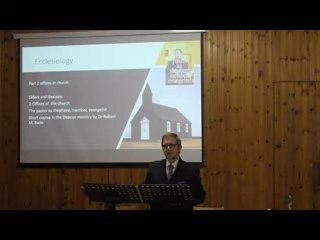 Ecclesiology
Part 2 offices in church
Elders and deacons
2.Offices of the church
The pastor as shepherd, member, evangelist
Short course in the Deacon ministry by Dr Robert
M. Nade